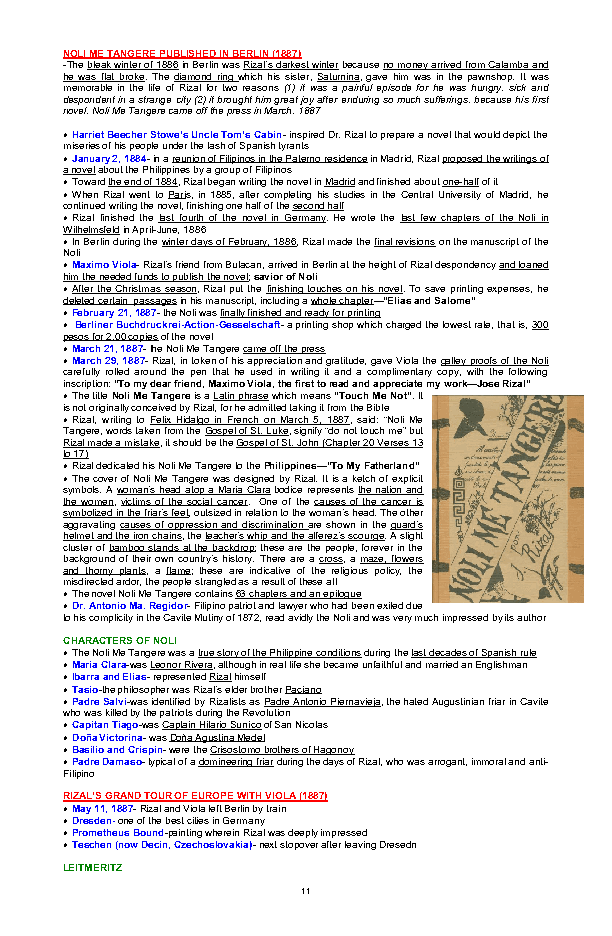 NOLI ME TANGERE PUBLISHED IN BERLIN (1887)
-The bleak winter of 1886 in Berlin was Rizal's darkest winter because no money arrived from Calamba and
he was flat broke. The diamond ring which his sister, Saturnina, gave him was in the pawnshop. It was
memorable in the life of Rizal for two reasons (1) it was a painful episode for he was hungry, sick and
despondent in a strange city (2) it brought him great joy after enduring so much sufferings, because his first
novel, Noli Me Tangere came off the press in March, 1887
• Harriet Beecher Stowe's Uncle Tom's Cabin- inspired Dr. Rizal to prepare a novel that would depict the
miseries of his people under the lash of Spanish tyrants
• January 2, 1884- in a reunion of Filipinos in the Paterno residence in Madrid, Rizal proposed the writings of
a novel about the Philippines by a group of Filipinos
• Toward the end of 1884, Rizal began writing the novel in Madrid and finished about one-half of it
• When Rizal went to Paris, in 1885, after completing his studies in the Central University of Madrid, he
continued writing the novel, finishing one half of the second half
• Rizal finished the last fourth of the novel in Germany. He wrote the last few chapters of the Noli in
Wilhelmsfeld in April-June, 1886
• In Berlin during the winter days of February, 1886, Rizal made the final revisions on the manuscript of the
Noli
• Maximo Viola- Rizal's friend from Bulacan, arrived in Berlin at the height of Rizal despondency and loaned
him the needed funds to publish the novel; savior of Noli
• After the Christmas season, Rizal put the finishing touches on his novel. To save printing expenses, he
deleted certain passages in his manuscript, including a whole chapter—"Elias and Salome"
• February 21, 1887- the Noli was finally finished and ready for printing
• Berliner Buchdruckrei-Action-Gesselschaft- a printing shop which charged the lowest rate, that is, 300
pesos for 2,00 copies of the novel
• March 21, 1887- the Noli Me Tangere came off the press
• March 29, 1887- Rizal, in token of his appreciation and gratitude, gave Viola the galley proofs of the Noli
carefully rolled around the pen that he used in writing it and a complimentary copy, with the following
inscription: "To my dear friend, Maximo Viola, the first to read and appreciate my work—Jose Rizal"
• The title Noli Me Tangere is a Latin phrase which means "Touch Me Not". It
is not originally conceived by Rizal, for he admitted taking it from the Bible
• Rizal, writing to Felix Hidalgo in French on March 5, 1887, said: "Noli Me
Tangere, words taken from the Gospel of St. Luke, signify "do not touch me" but
Rizal made a mistake, it should be the Gospel of St. John (Chapter 20 Verses 13
to 17)
• Rizal dedicated his Noli Me Tangere to the Philippines—"To My Fatherland"
• The cover of Noli Me Tangere was designed by Rizal. It is a ketch of explicit
symbols. A woman's head atop a Maria Clara bodice represents the nation and
the women, victims of the social cancer. One of the causes of the cancer is
symbolized in the friar's feet, outsized in relation to the woman's head. The other
aggravating causes of oppression and discrimination are shown in the guard's
helmet and the iron chains, the teacher's whip and the alferez's scourge. A slight
cluster of bamboo stands at the backdrop; these are the people, forever in the
background of their own country's history. There are a cross, a maze, flowers
and thorny plants, a flame; these are indicative of the religious policy, the
misdirected ardor, the people strangled as a result of these all
• The novel Noli Me Tangere contains 63 chapters and an epilogue
• Dr. Antonio Ma. Regidor- Filipino patriot and lawyer who had been exiled due
to his complicity in the Cavite Mutiny of 1872, read avidly the Noli and was very much impressed by its author
NOLI ME TANGERE
Rizal
CHARACTERS OF NOLI
• The Noli Me Tangere was a true story of the Philippine conditions during the last decades of Spanish rule
• Maria Clara-was Leonor Rivera, although in real life she became unfaithful and married an Englishman
• Ibarra and Elias- represented Rizal himself
• Tasio-the philosopher was Rizal's elder brother Paciano
• Padre Salvi-was identified by Rizalists as Padre Antonio Piernavieja, the hated Augustinian friar in Cavite
who was killed by the patriots during the Revolution
• Capitan Tiago-was Captain Hilario Sunico of San Nicolas
• Doña Victorina- was Doña Agustina Medel
• Basilio and Crispin- were the Crisostomo brothers of Hagonoy
• Padre Damaso- typical of a domineering friar during the days of Rizal, who was arrogant, immoral and anti-
Filipino
RIZAL'S GRAND TOUR OF EUROPE WITH VIOLA (1887)
• May 11, 1887- Rizal and Viola left Berlin by train
• Dresden- one of the best cities in Germany
• Prometheus Bound-painting wherein Rizal was deeply impressed
• Teschen (now Decin, Czechoslovakia)- next stopover after leaving Dresedn
LEITMERITZ
11